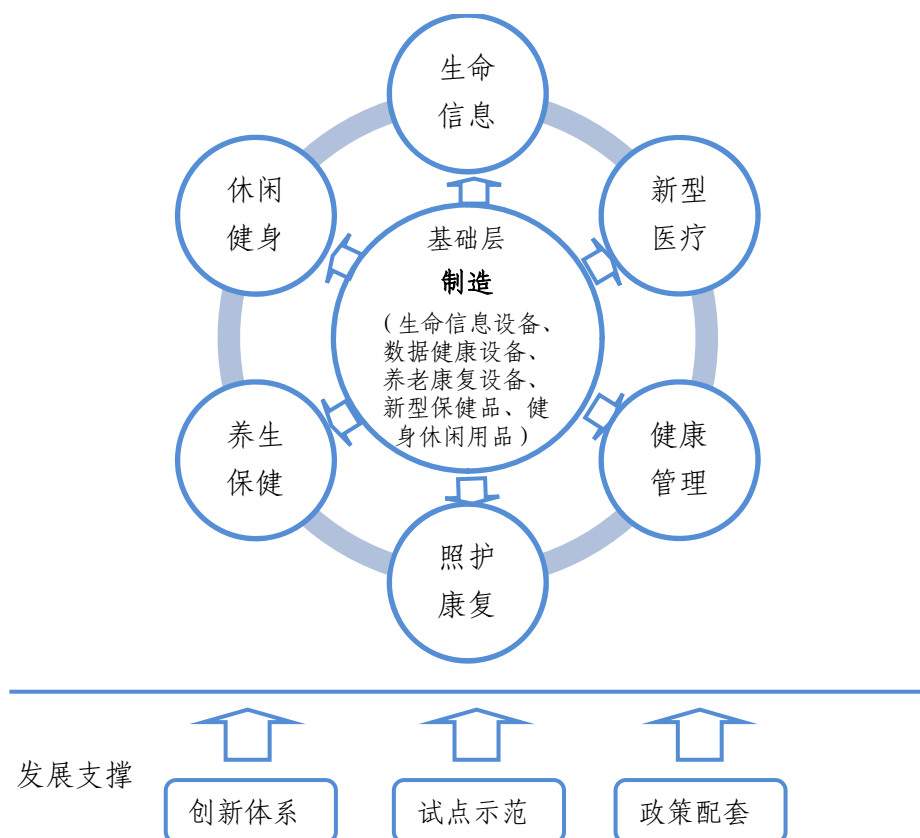 生命
信息
休闲
健身
新型
医疗
基础层
制造
（生命信息设备、
数据健康设备、
养老康复设备、
新型保健品、健
身休闲用品）
养生
保健
健康
管理
照护
康复
发展支撑
创新体系
试点示范
政策配套